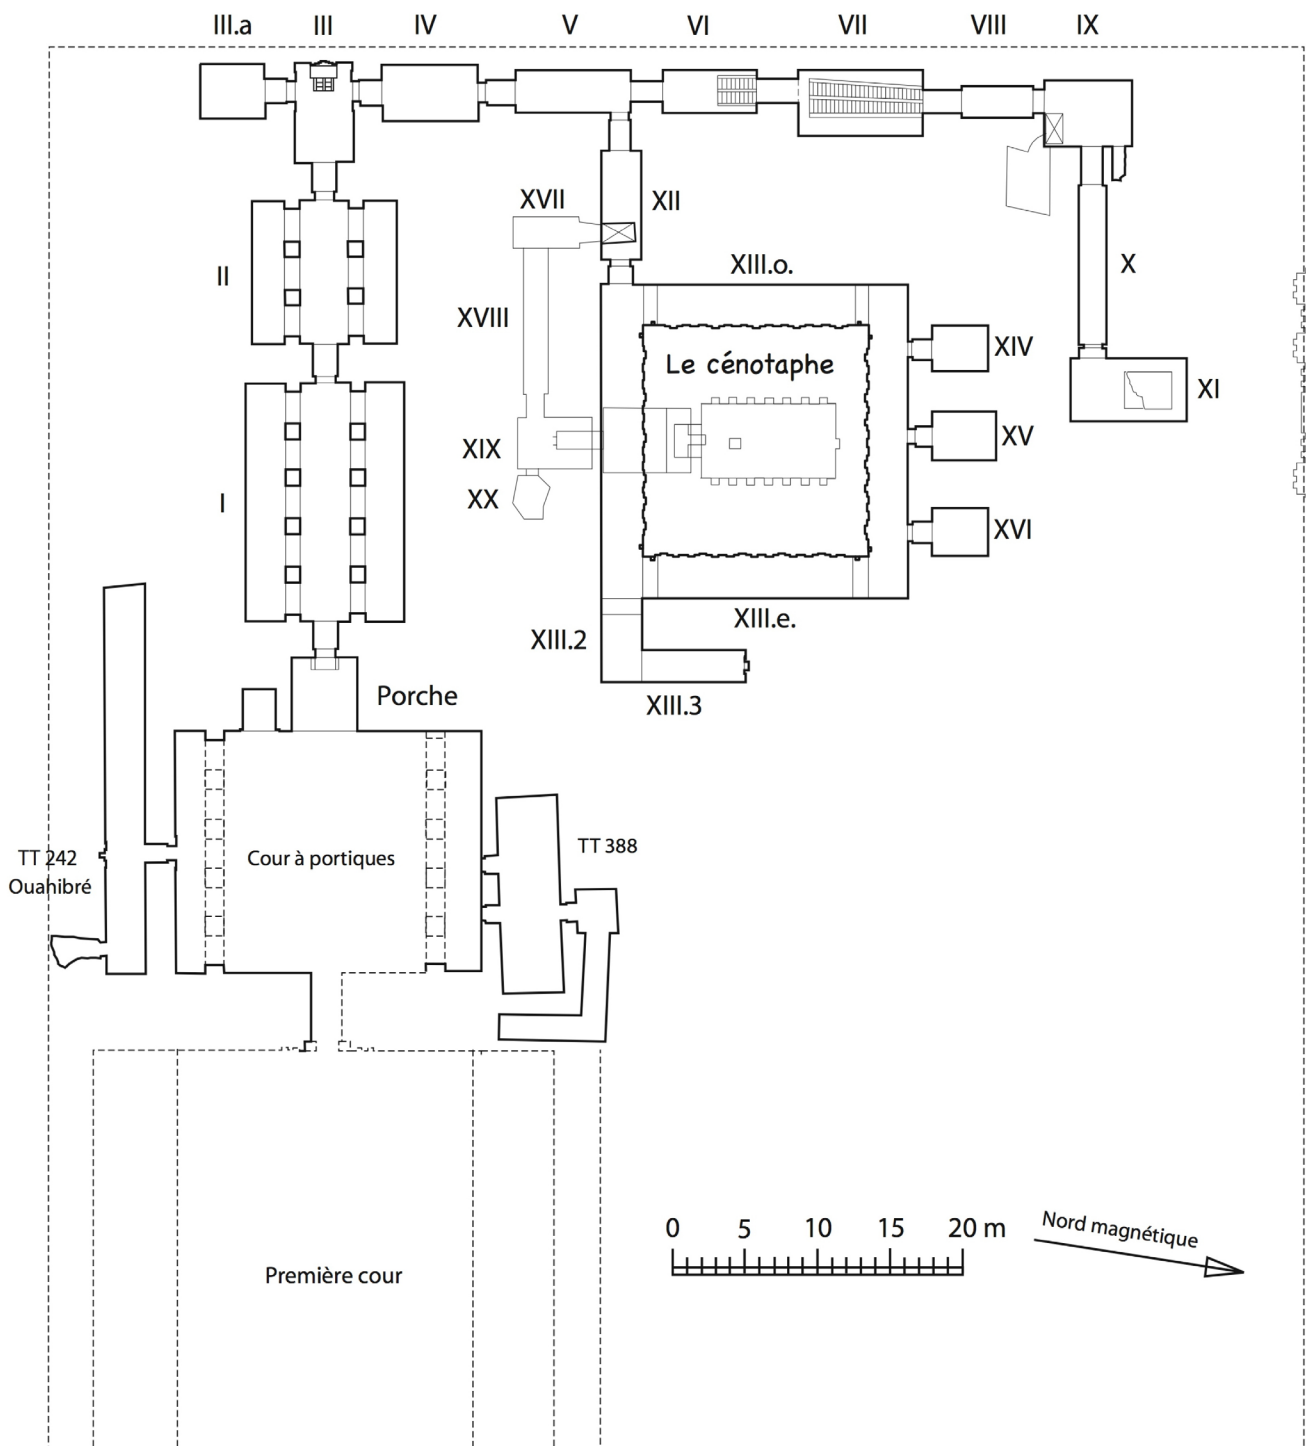 III.a
III
IV
V
VI
VII
VIII
IX
XVII
XII
II
XIII.o.
X
XVIII
XIV
Le cénotaphe
XI
XIX
XV
XX
I
XVI
XIII.e.
XIII.2
Porche
XIII.3
TT 242
Ouahibré
Cour à portiques
TT 388
0 5 10 15 20 m
Nord magnétique
Première cour